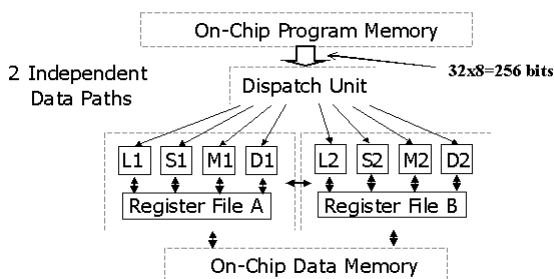 On-Chip Program Memory
2 Independent
Data Paths
32x8=256 bits
Dispatch Unit
L1 S1 M1 D1 L2 S2 M2 D2
Register File A Register File B
On-Chip Data Memory